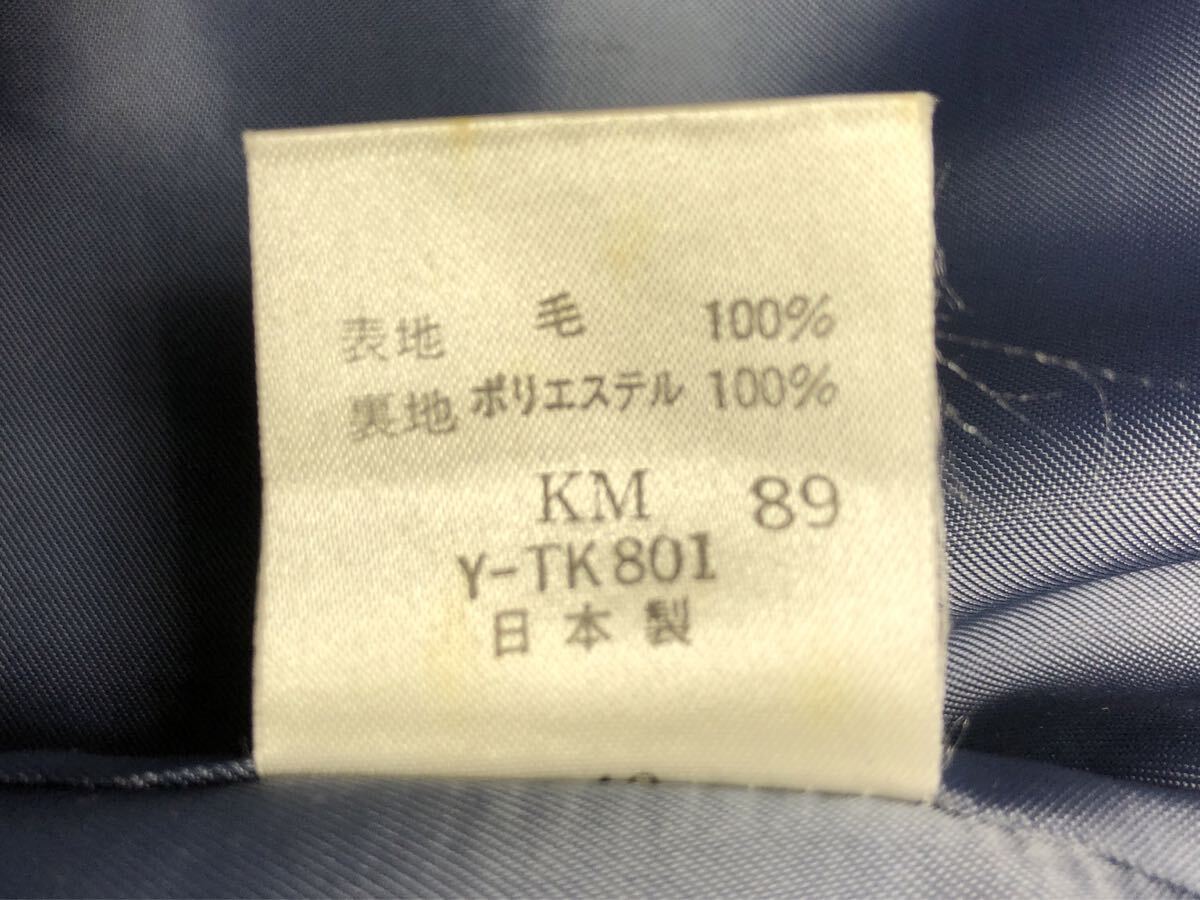 表地 毛 100%
裏地 ポリエステル 100%
KM 89
Y-TK801
日本製